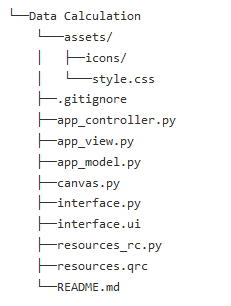 └──Data Calculation
    └──assets/
    │   ├──icons/
    │   └──style.css
    ├──.gitignore
    ├──app_controller.py
    ├──app_view.py
    ├──app_model.py
    ├──canvas.py
    ├──interface.py
    ├──interface.ui
    ├──resources_rc.py
    ├──resources.qrc
    └──README.md